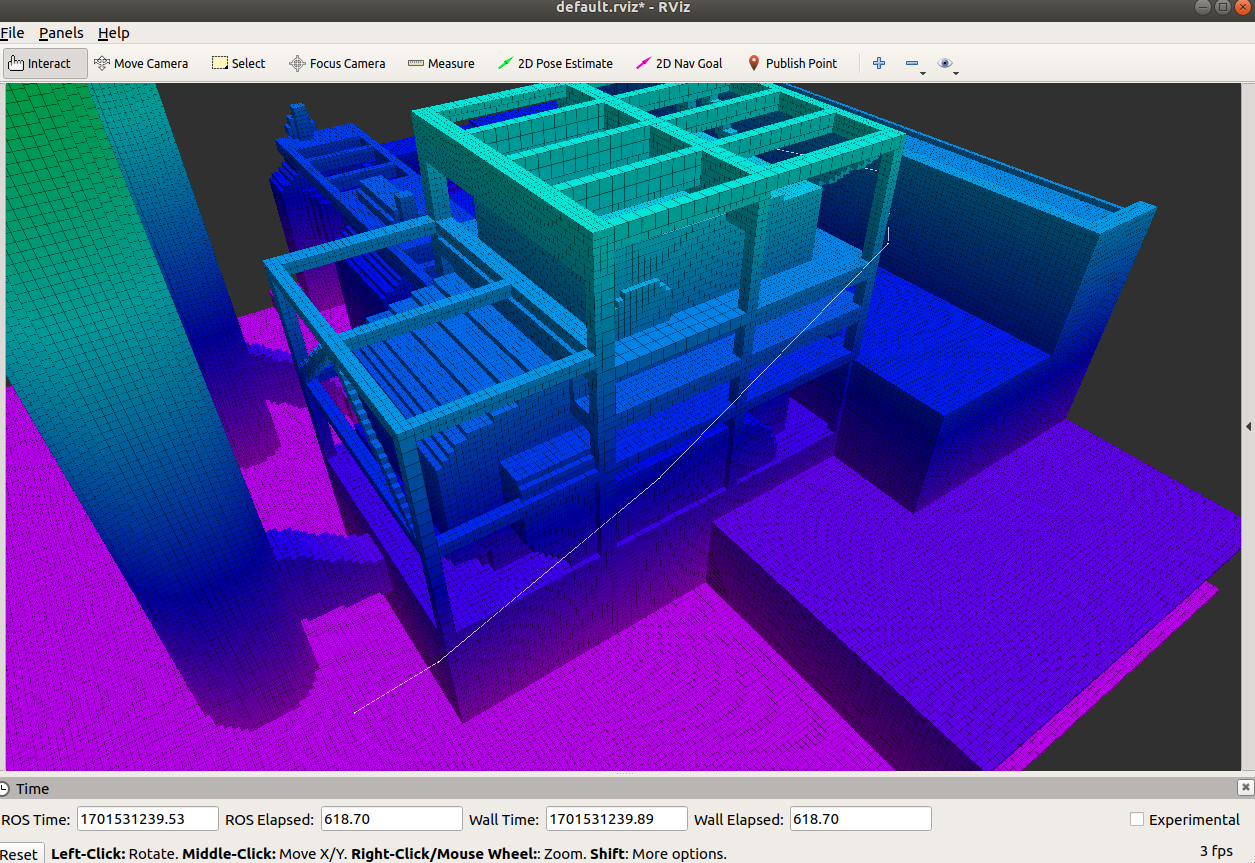 default.rviz* - RViz
File Panels Help
Interact Move Camera Select Focus Camera Measure 2D Pose Estimate 2D Nav Goal Publish Point
Time
ROS Time: 1701531239.53 ROS Elapsed: 618.70 Wall Time: 1701531239.89 Wall Elapsed: 618.70 Experimental
Reset Left-Click: Rotate. Middle-Click: Move X/Y. Right-Click/Mouse Wheel:: Zoom. Shift: More options. 3 fps